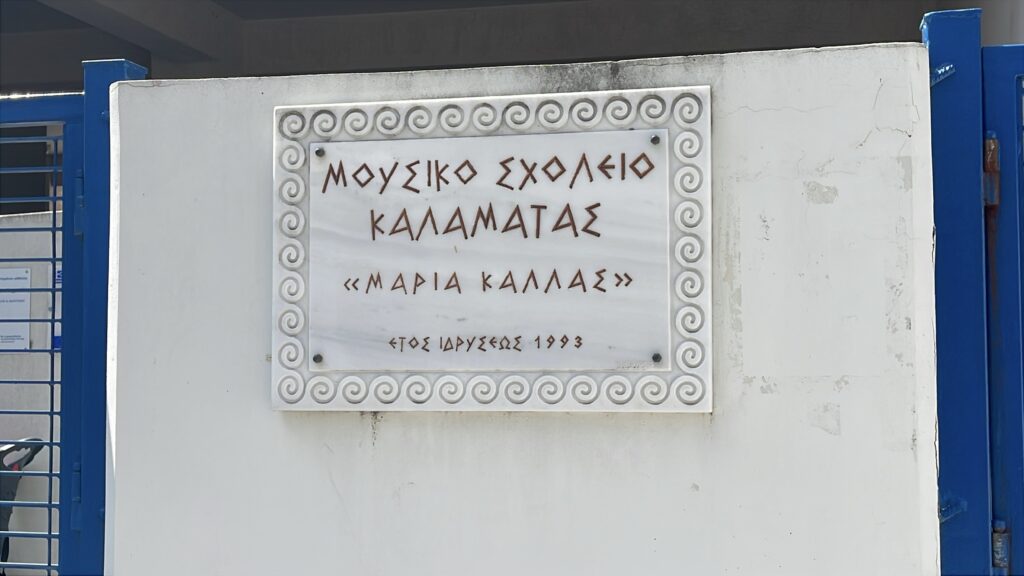 ΜΟΥΣΙΚΟ ΣΧΟΛΕΙΟ
ΚΑΛΑΜΑΤΑΣ
«ΜΑΡΙΑ ΚΑΛΛΑΣ»
ΕΤΟΣ ΙΔΡΥΣΕΩΣ 1993